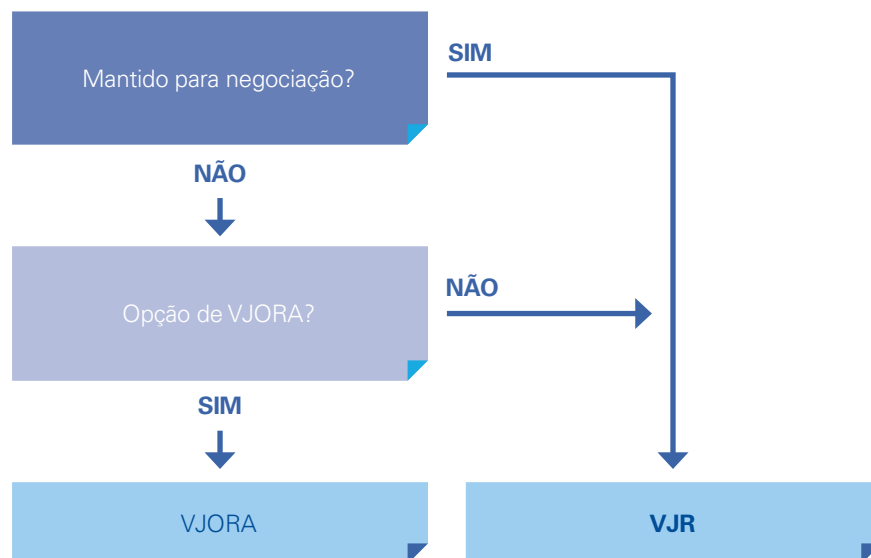 Mantido para negociação?
SIM
NÃO
Opção de VJORA?
NÃO
SIM
VJORA
VJR